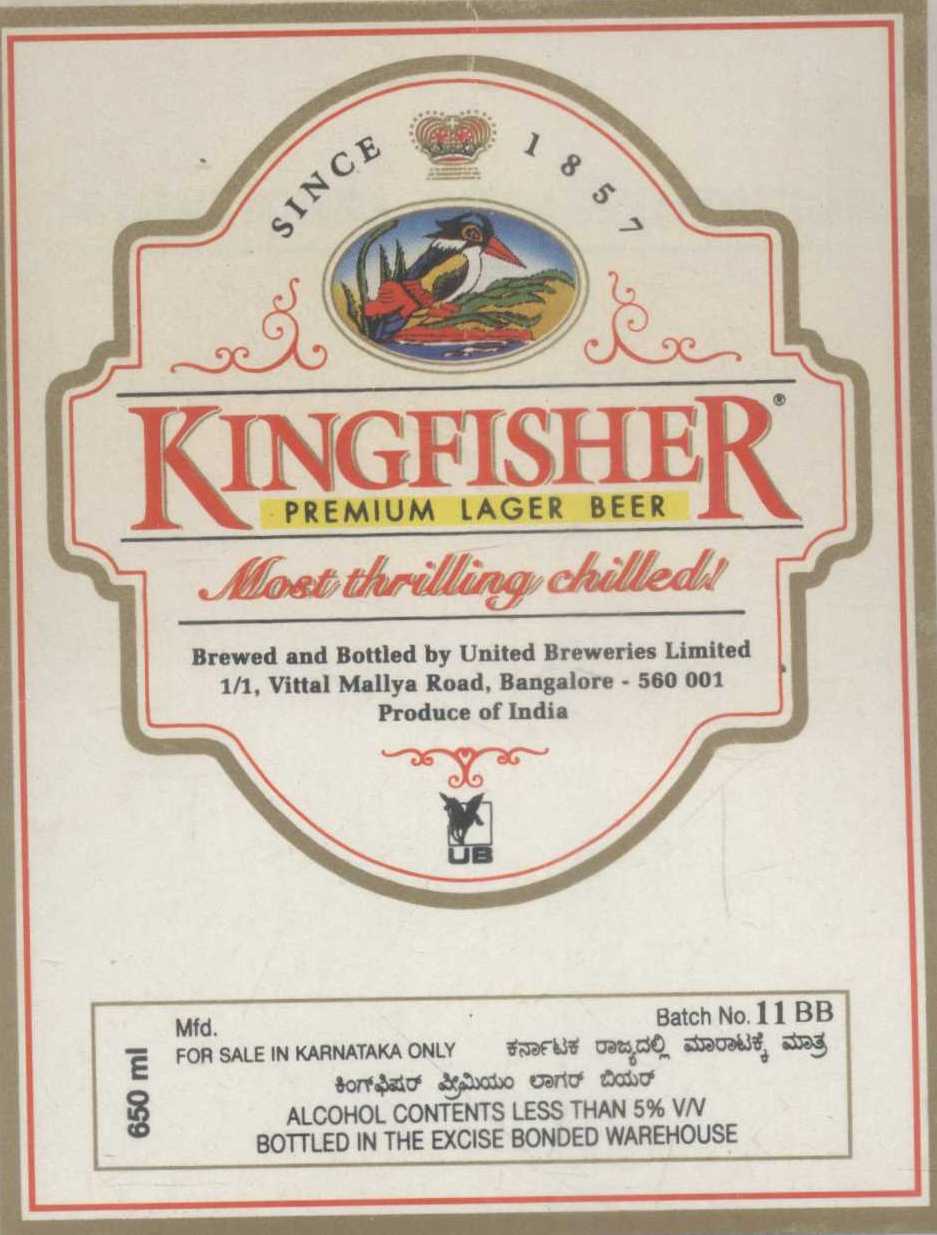 SINCE 1857
KINGFISHER®
PREMIUM LAGER BEER
Most thrilling chilled!
Brewed and Bottled by United Breweries Limited
1/1, Vittal Mallya Road, Bangalore - 560 001
Produce of India
UB
650 ml
Mfd.
Batch No. 11 BB
FOR SALE IN KARNATAKA ONLY ಕರ್ನಾಟಕ ರಾಜ್ಯದಲ್ಲಿ ಮಾರಾಟಕ್ಕೆ ಮಾತ್ರ
ಕಿಂಗ್‌ಫಿಷರ್ ಪ್ರೀಮಿಯಂ ಲಾಗರ್ ಬಿಯರ್
ALCOHOL CONTENTS LESS THAN 5% V/V
BOTTLED IN THE EXCISE BONDED WAREHOUSE